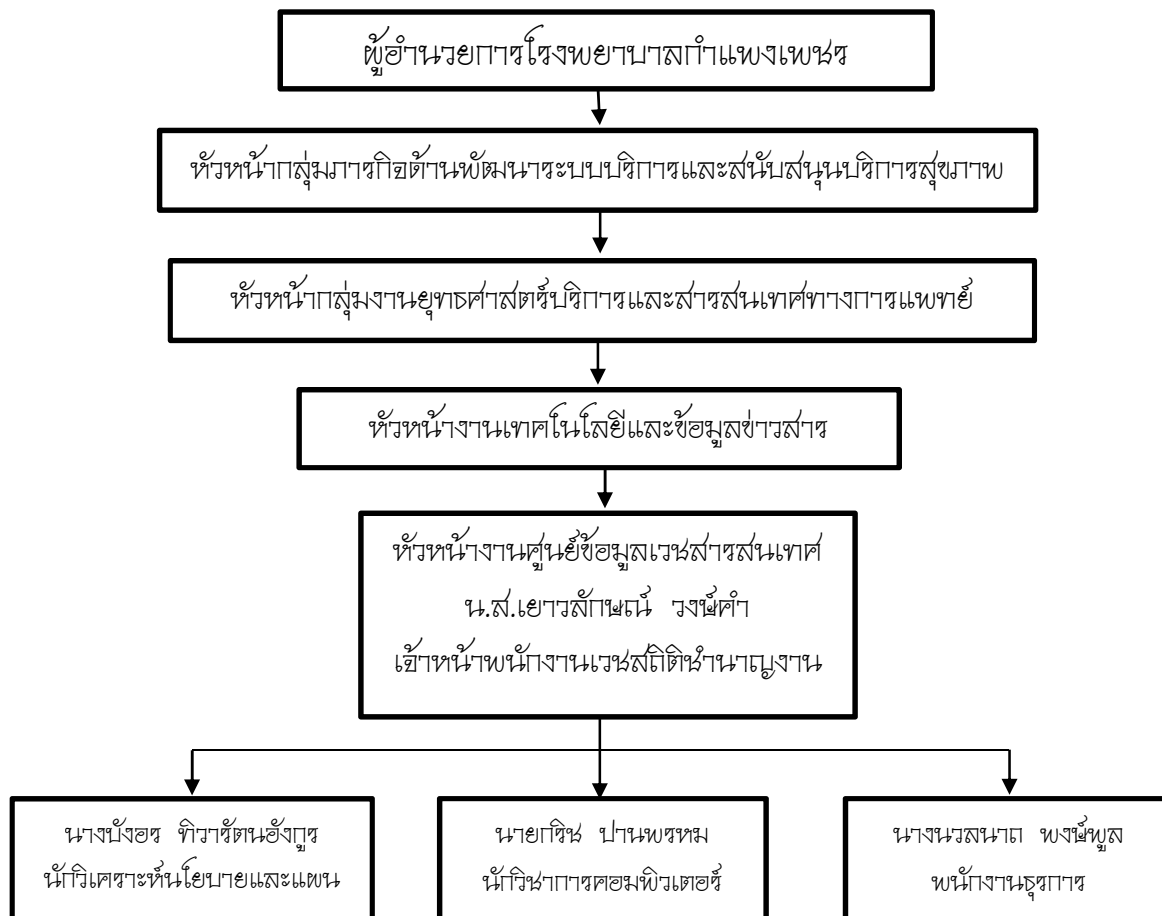 ผู้อำนวยการโรงพยาบาลกำแพงเพชร
หัวหน้ากลุ่มภารกิจด้านพัฒนาระบบบริการและสนับสนุนบริการสุขภาพ
หัวหน้ากลุ่มงานยุทธศาสตร์บริการและสารสนเทศทางการแพทย์
หัวหน้างานเทคโนโลยีและข้อมูลข่าวสาร
หัวหน้างานศูนย์ข้อมูลเวชสารสนเทศ
น.ส.เยาวลักษณ์ วงษ์คำ
เจ้าหน้าพนักงานเวชสถิติชำนาญงาน
นางบังอร ทิวารัตนอังกูร
นักวิเคราะห์นโยบายและแผน
นายกริช ปานพรหม
นักวิชาการคอมพิวเตอร์
นางนวลนาถ พงษ์พูล
พนักงานธุรการ